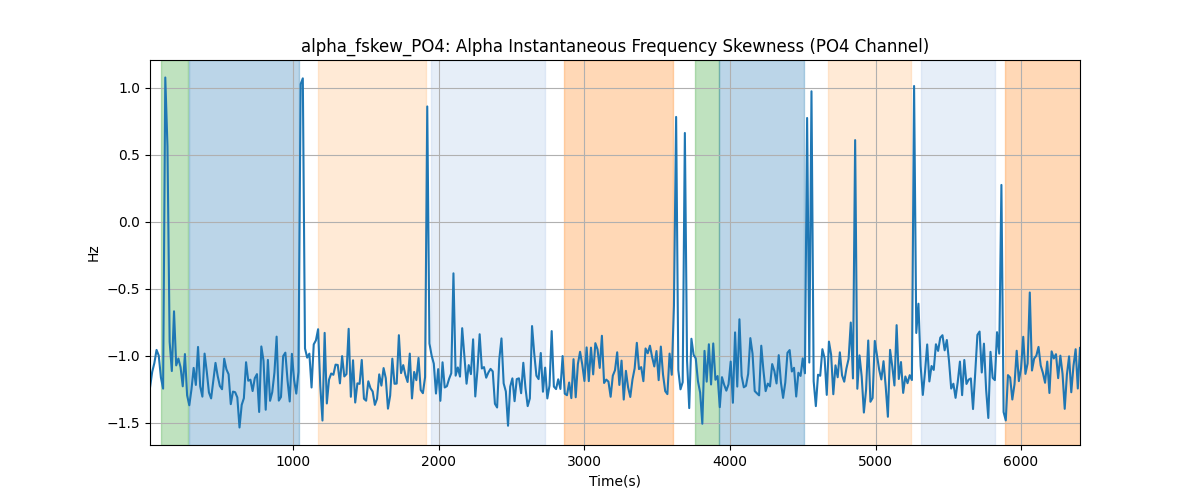 alpha_fskew_PO4: Alpha Instantaneous Frequency Skewness (PO4 Channel)
1.0
0.5
0.0
−0.5
−1.0
−1.5
Hz
1000 2000 3000 4000 5000 6000
Time(s)